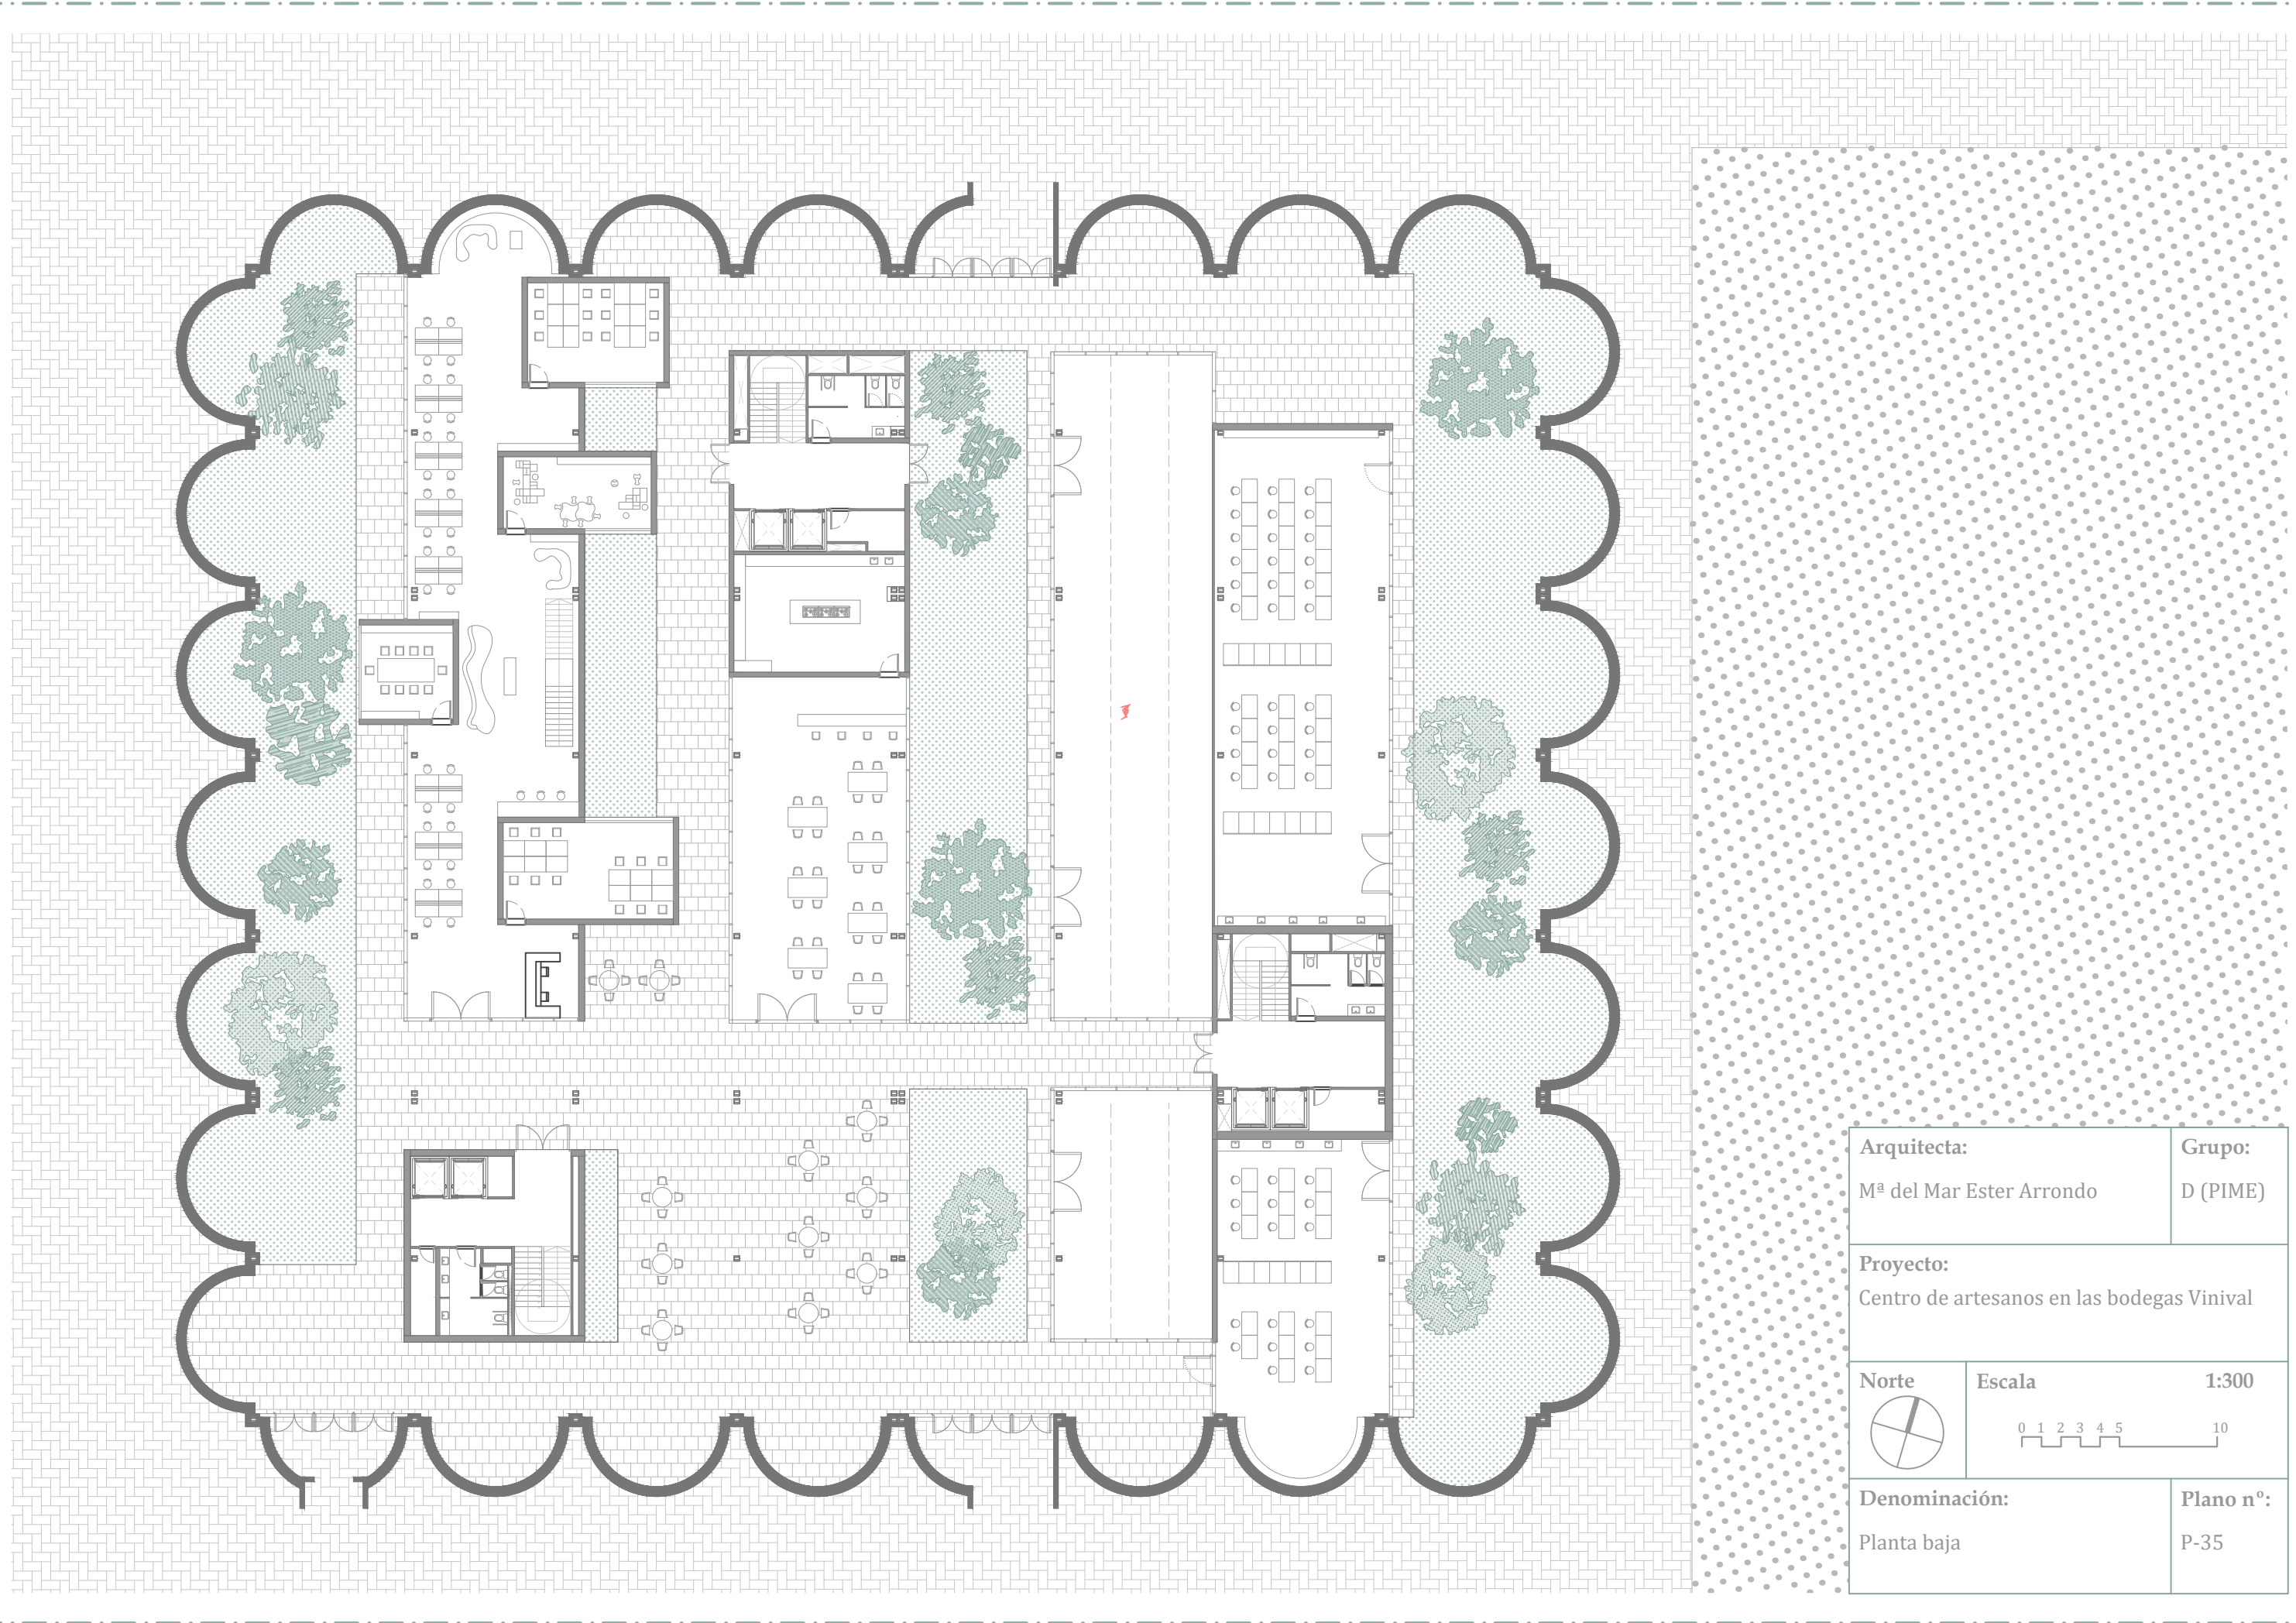 Arquitecta:
Grupo:
Mª del Mar Ester Arrondo
D (PIME)
Proyecto:
Centro de artesanos en las bodegas Vinival
Norte
Escala
1:300
0 1 2 3 4 5 10
Denominación:
Plano nº:
Planta baja
P-35